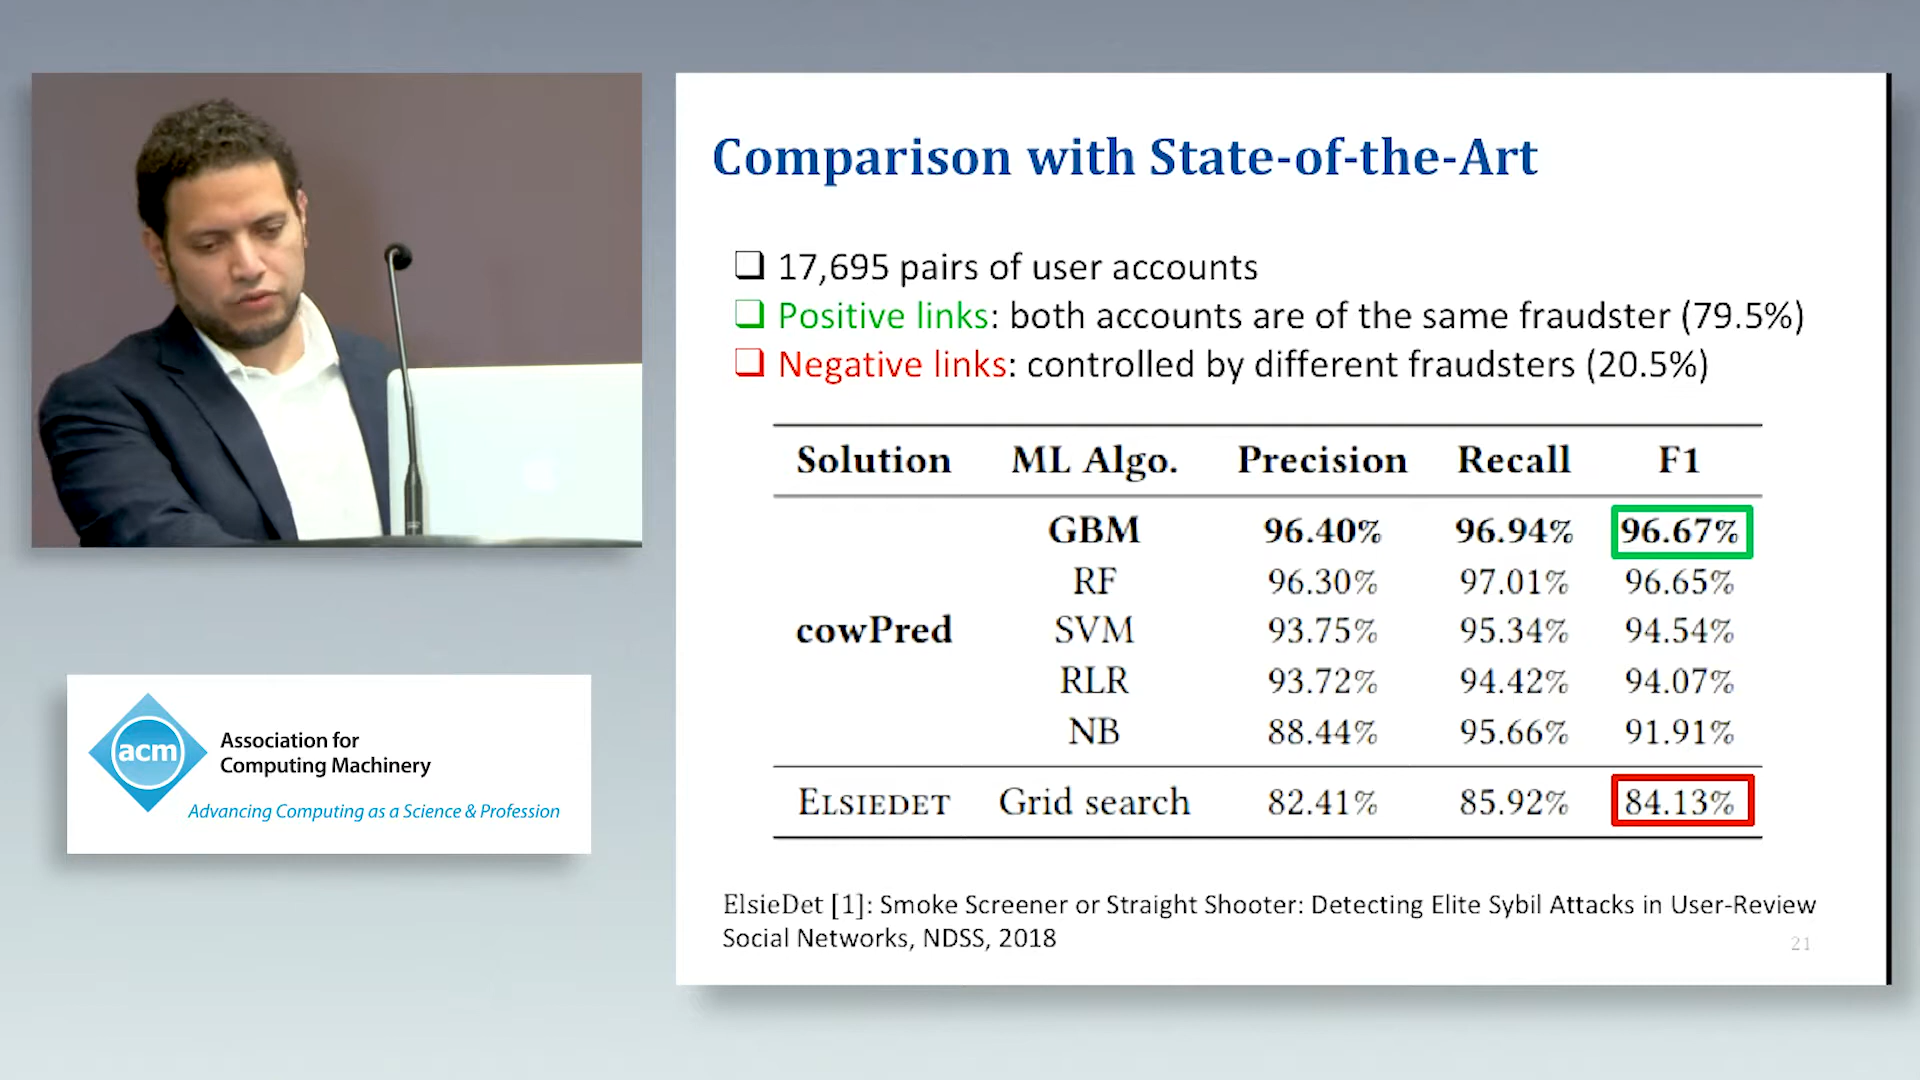 Comparison with State-of-the-Art
17,695 pairs of user accounts
Positive links: both accounts are of the same fraudster (79.5%)
Negative links: controlled by different fraudsters (20.5%)
Solution ML Algo. Precision Recall F1
GBM 96.40% 96.94% 96.67%
RF 96.30% 97.01% 96.65%
cowPred SVM 93.75% 95.34% 94.54%
RLR 93.72% 94.42% 94.07%
NB 88.44% 95.66% 91.91%
ELSIEDET Grid search 82.41% 85.92% 84.13%
ElsieDet [1]: Smoke Screener or Straight Shooter: Detecting Elite Sybil Attacks in User-Review
Social Networks, NDSS, 2018
21
acm
Association for
Computing Machinery
Advancing Computing as a Science & Profession